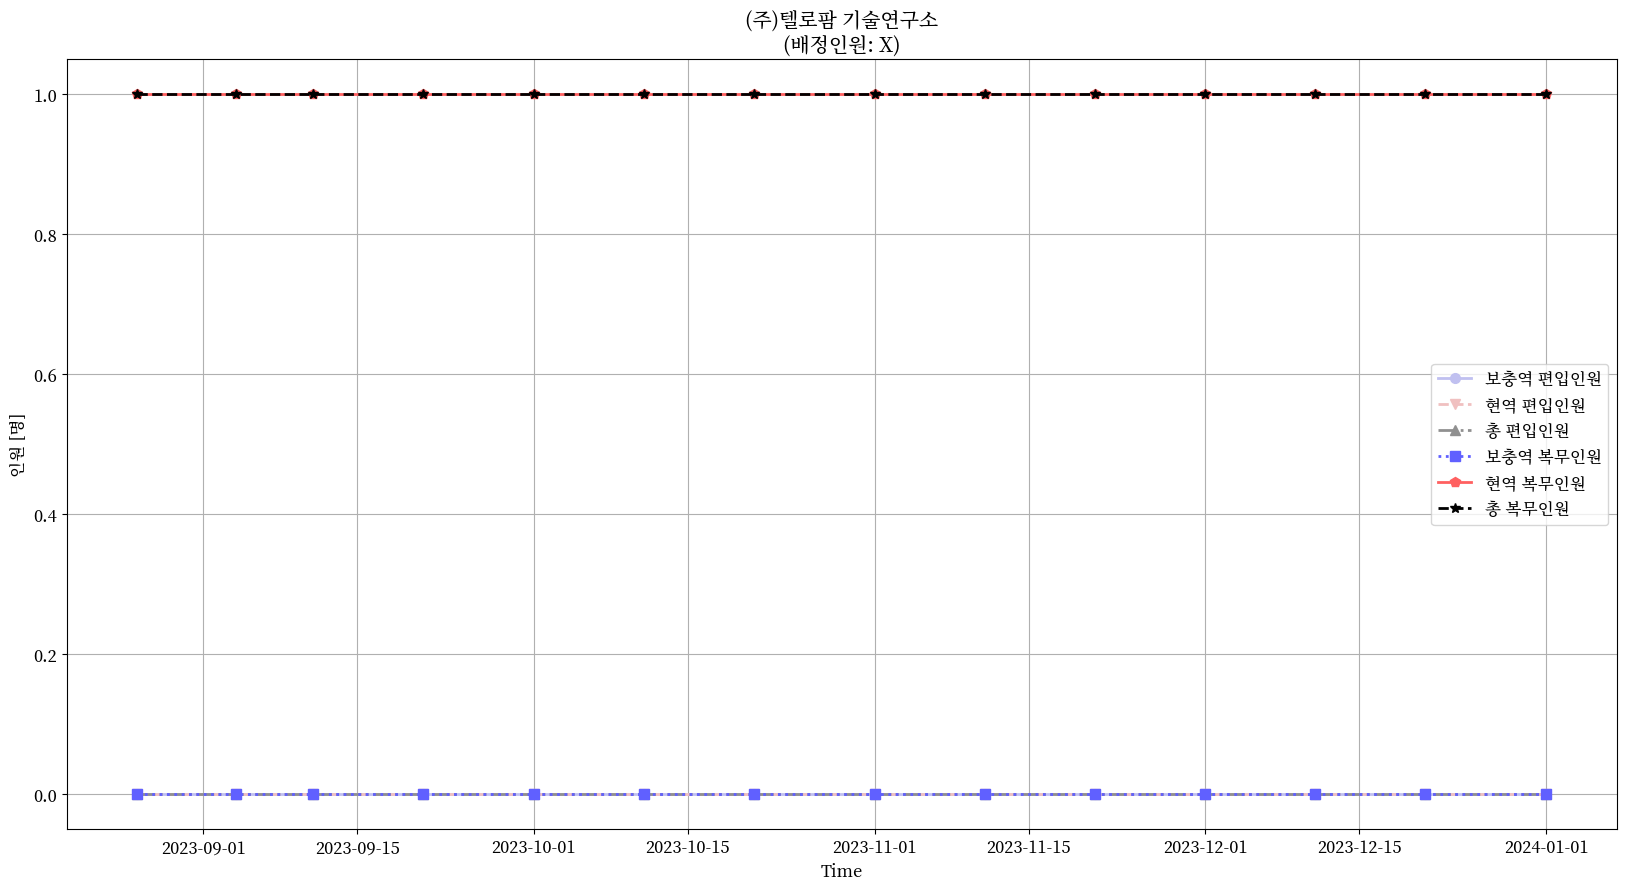 (주)텔로팜 기술연구소
(배정인원: X)
인원 [명]
1.0
0.8
0.6
0.4
0.2
0.0
보충역 편입인원
현역 편입인원
총 편입인원
보충역 복무인원
현역 복무인원
총 복무인원
2023-09-01 2023-09-15 2023-10-01 2023-10-15 2023-11-01 2023-11-15 2023-12-01 2023-12-15 2024-01-01
Time